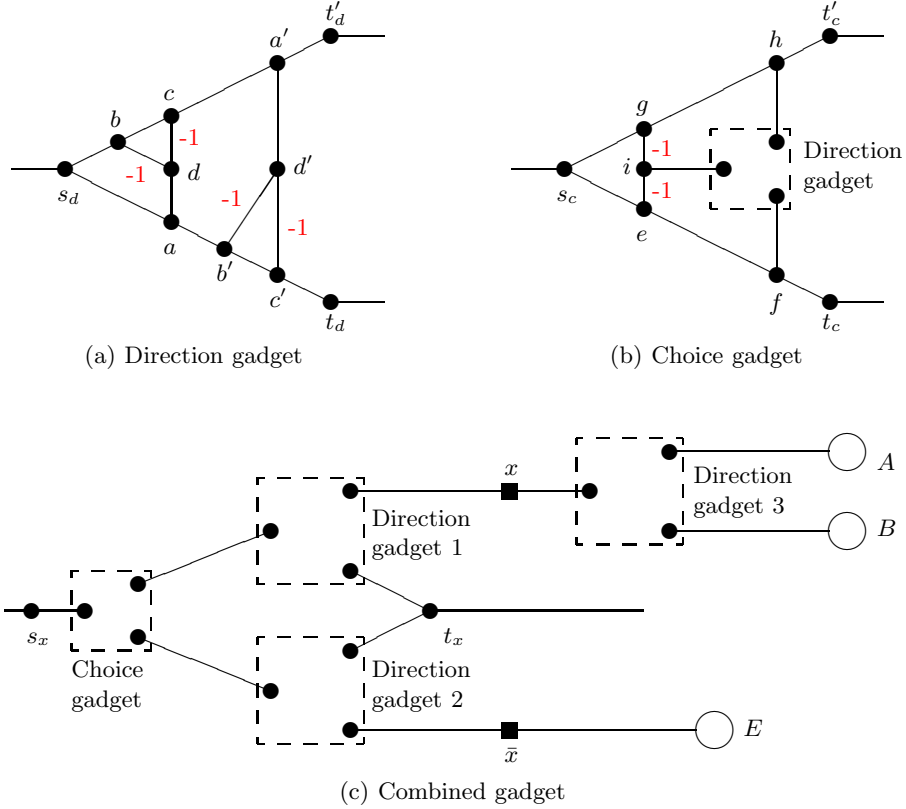 t′_d
a′
c
b
-1
d
d′
-1
s_d
-1
-1
a
b′
c′
t_d
(a) Direction gadget
t′_c
h
g
-1
i
Direction
gadget
s_c
-1
e
f
t_c
(b) Choice gadget
x
A
Direction
gadget 3
B
Direction
gadget 1
s_x
t_x
Choice
gadget
Direction
gadget 2
x̄
E
(c) Combined gadget